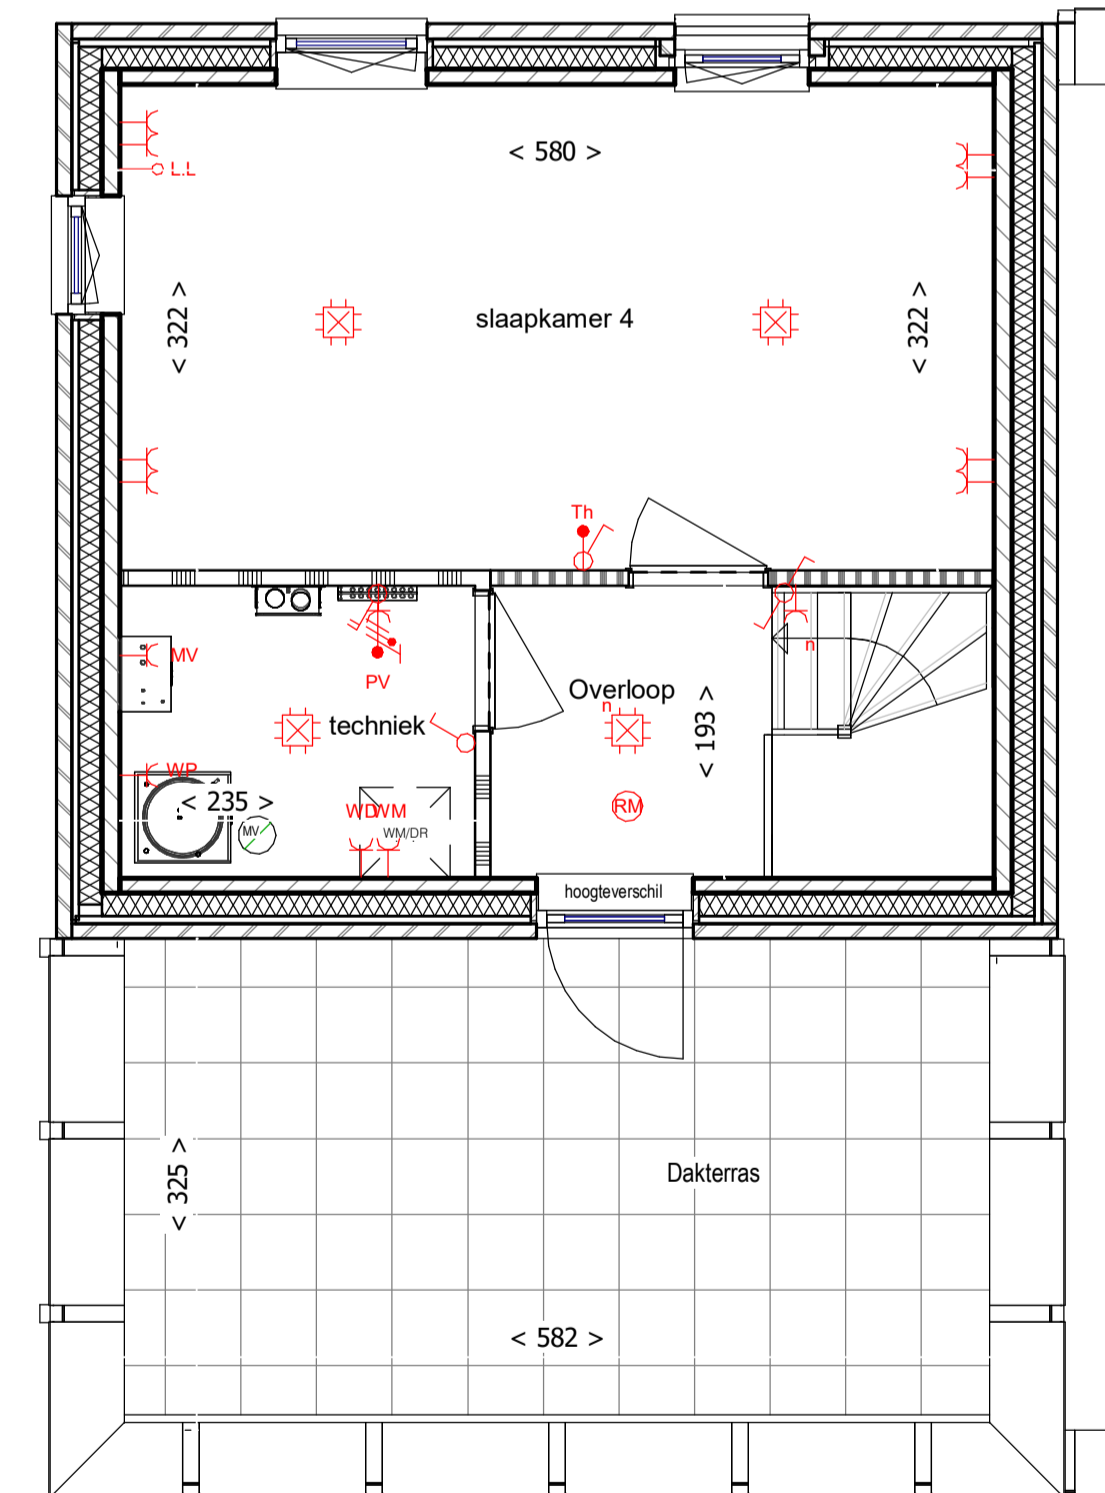 < 580 >
L.L
< 322 >
slaapkamer 4
< 322 >
Th
MV
PV
n
Overloop
n
techniek
< 193 >
WP
< 235 >
MV
WD
WM
WM/DR
RM
hoogteverschil
< 325 >
Dakterras
< 582 >